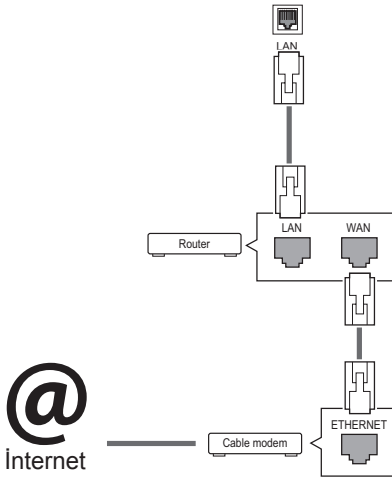 LAN
LAN WAN
Router
ETHERNET
@
İnternet
Cable modem